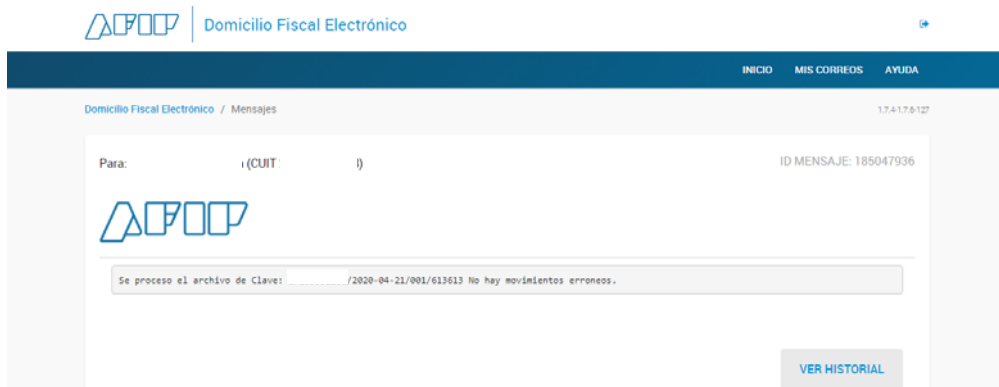 AFIP Domicilio Fiscal Electrónico
INICIO MIS CORREOS AYUDA
Domicilio Fiscal Electrónico / Mensajes
1.7.4-1.7.6-127
Para: (CUIT )
ID MENSAJE: 185047936
AFIP
Se proceso el archivo de Clave: /2020-04-21/001/613613 No hay movimientos erroneos.
VER HISTORIAL